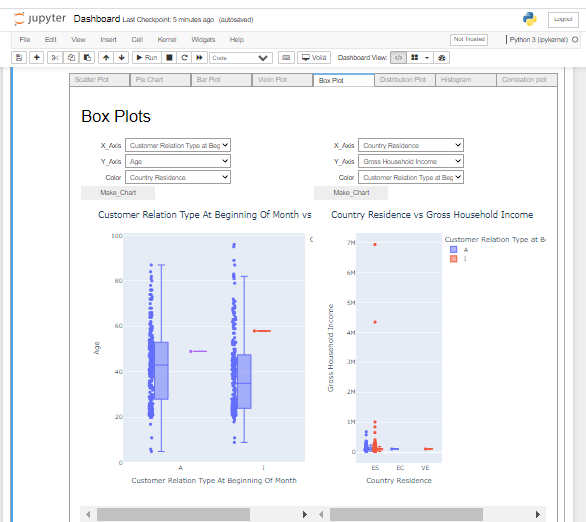 jupyter Dashboard Last Checkpoint: 5 minutes ago (autosaved) Logout
File Edit View Insert Cell Kernel Widgets Help Not Trusted Python 3 (ipykernel)
Run Code Voilà Dashboard View:
Scatter Plot Pie Chart Bar Plot Violin Plot Box Plot Distribution Plot Histogram Correlation plot
Box Plots
X_Axis Customer Relation Type at Beg X_Axis Country Residence
Y_Axis Age Y_Axis Gross Household Income
Color Country Residence Color Customer Relation Type at Beg
Make_Chart Make_Chart
Customer Relation Type At Beginning Of Month vs Country Residence vs Gross Household Income
Customer Relation Type at B
A
I
100
80
60
40
20
0
Age
A I
Customer Relation Type At Beginning Of Month
7M
6M
5M
4M
3M
2M
1M
0
Gross Household Income
ES EC VE
Country Residence